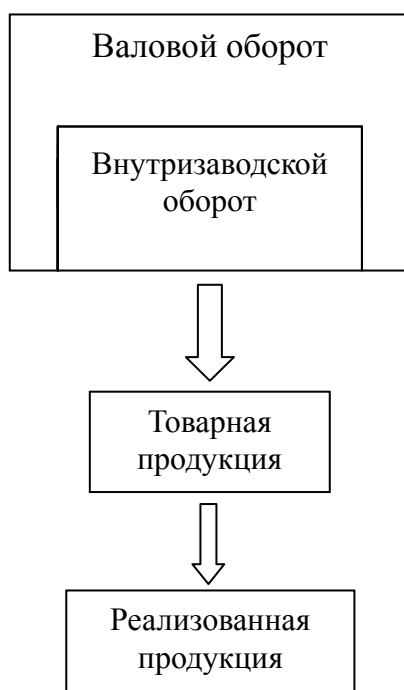 Валовой оборот
Внутризаводской
оборот
Товарная
продукция
Реализованная
продукция